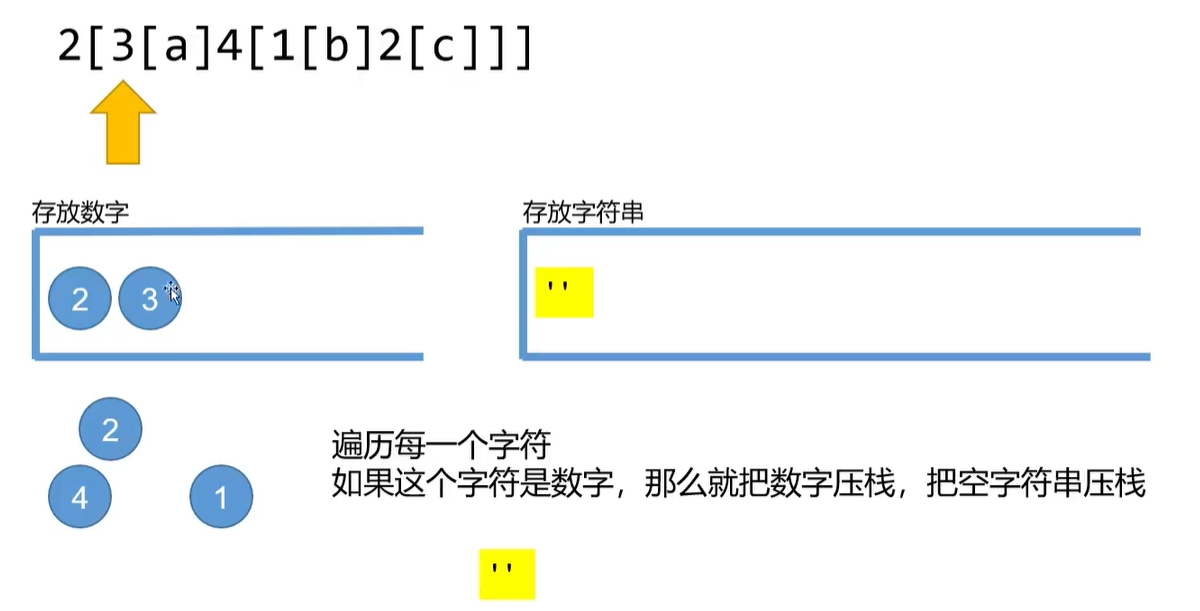 2[3[a]4[1[b]2[c]]]
存放数字
存放字符串
2 3
''
2
4 1
遍历每一个字符
如果这个字符是数字，那么就把数字压栈，把空字符串压栈
''